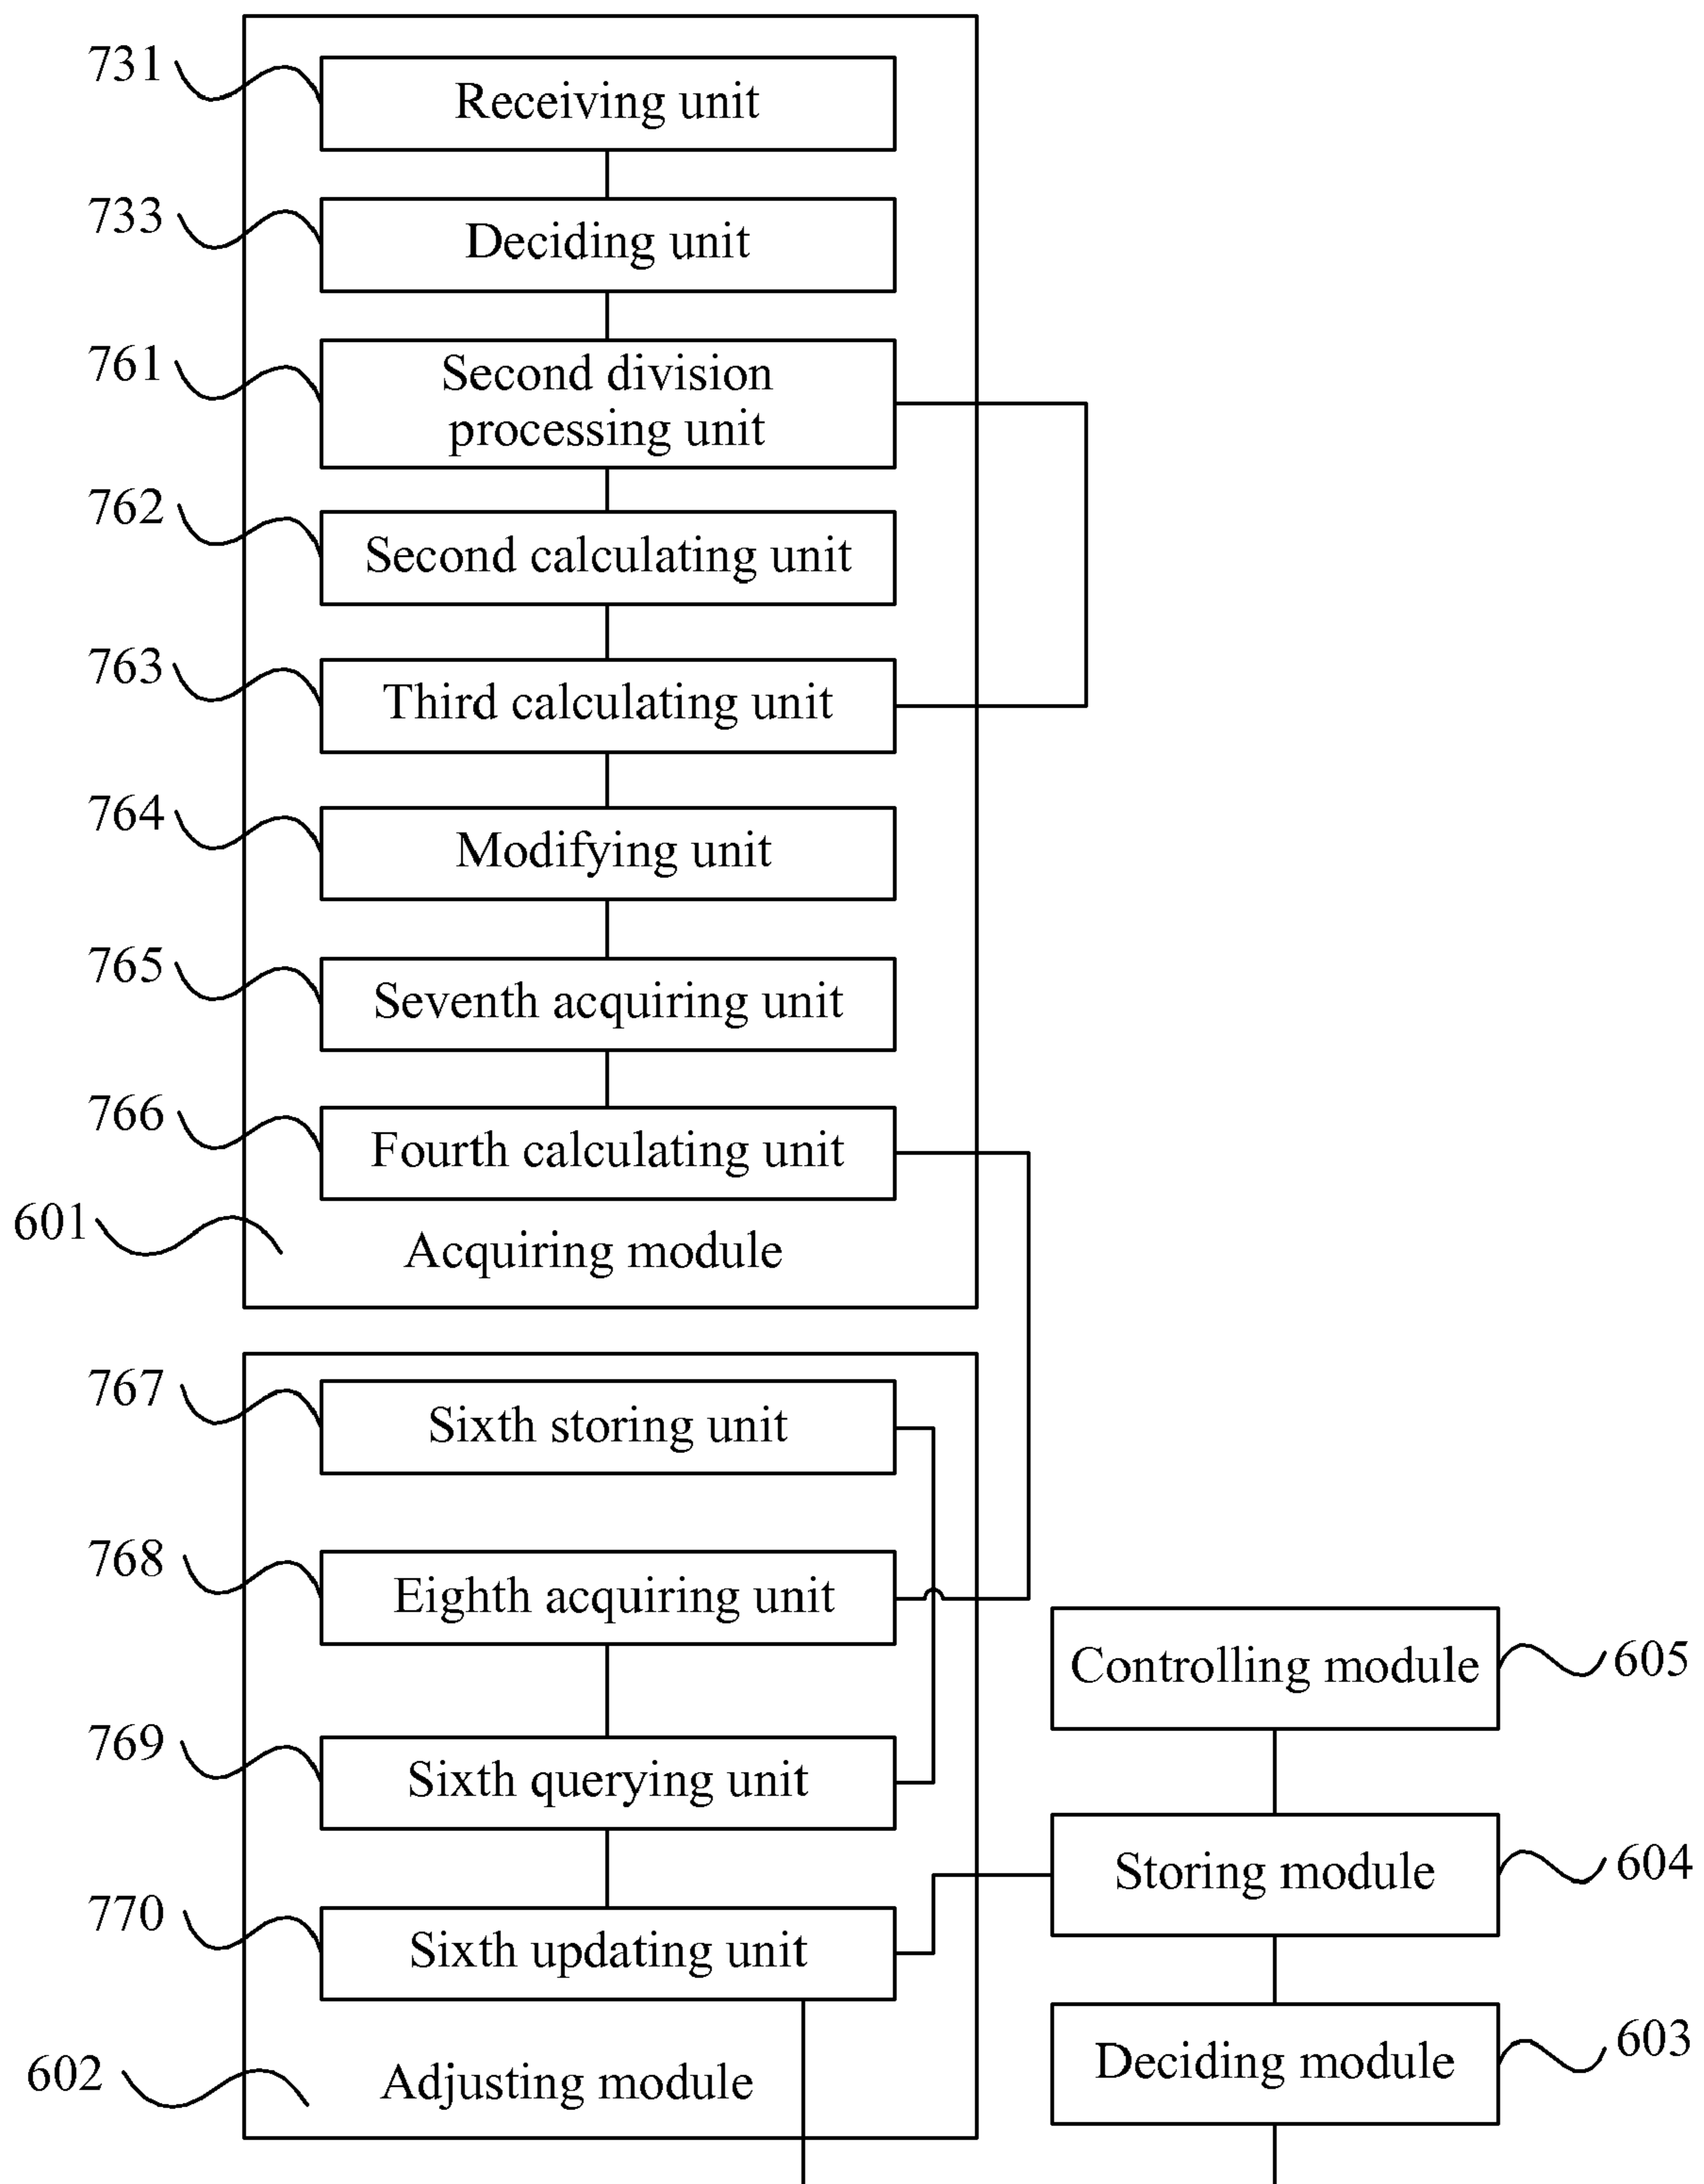 731
Receiving unit
733
Deciding unit
761
Second division
processing unit
762
Second calculating unit
763
Third calculating unit
764
Modifying unit
765
Seventh acquiring unit
766
Fourth calculating unit
601
Acquiring module
767
Sixth storing unit
768
Eighth acquiring unit
769
Sixth querying unit
770
Sixth updating unit
602
Adjusting module
Controlling module
605
Storing module
604
Deciding module
603